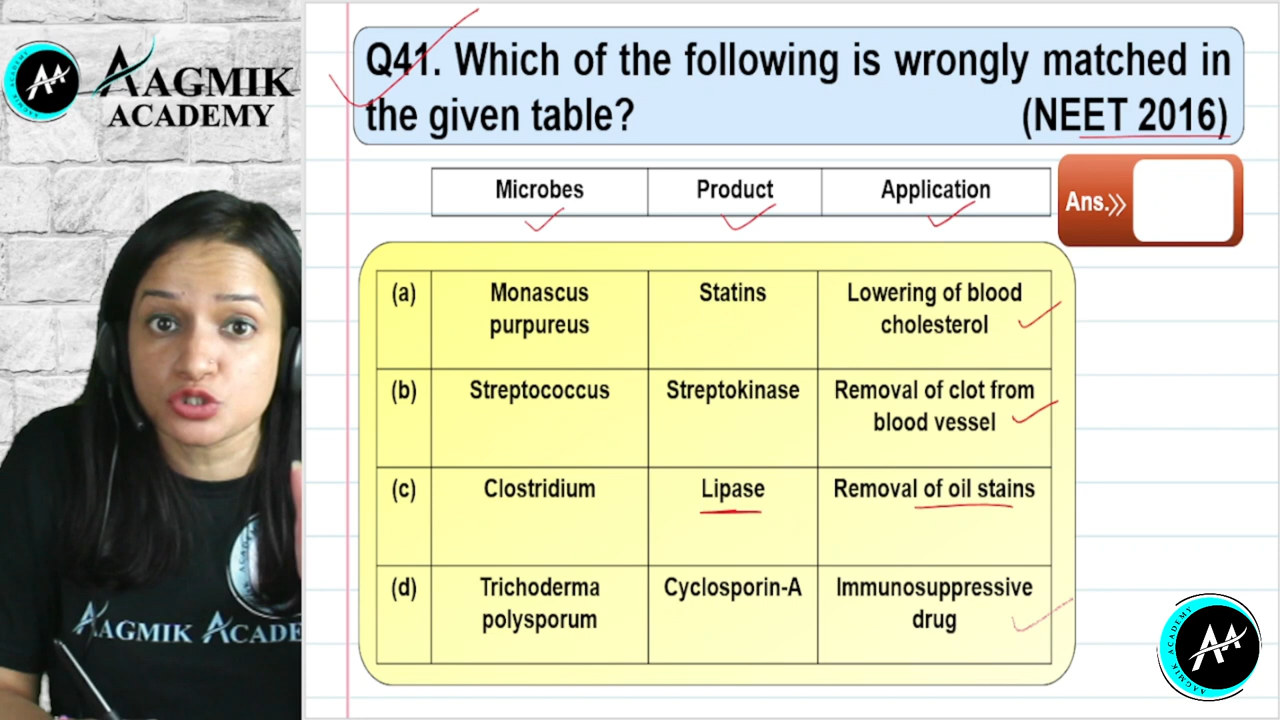 AAGMIK
ACADEMY
Q41. Which of the following is wrongly matched in
the given table? (NEET 2016)
Microbes Product Application
Ans.
(a) Monascus purpureus Statins Lowering of blood cholesterol
(b) Streptococcus Streptokinase Removal of clot from blood vessel
(c) Clostridium Lipase Removal of oil stains
(d) Trichoderma polysporum Cyclosporin-A Immunosuppressive drug
AAGMIK ACADE
AAGMIK ACADEMY